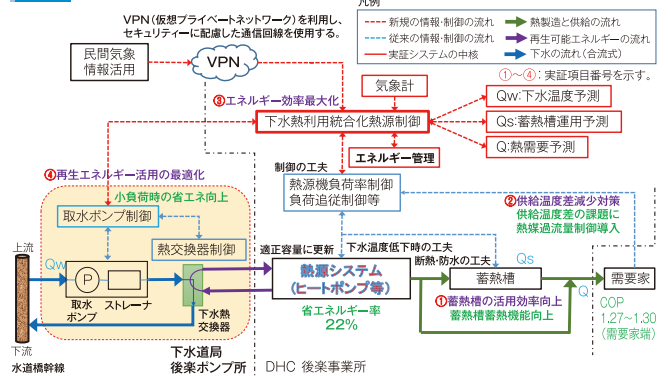 凡例
VPN（仮想プライベートネットワーク）を利用し、
セキュリティーに配慮した通信回線を使用する。
新規の情報・制御の流れ
従来の情報・制御の流れ
実証システムの中核
熱製造と供給の流れ
再生可能エネルギーの流れ
下水の流れ（合流式）
①～④：実証項目番号を示す。
民間気象
情報活用
VPN
気象計
③エネルギー効率最大化
下水熱利用統合化熱源制御
Qw:下水温度予測
Qs:蓄熱槽運用予測
Q:熱需要予測
エネルギー管理
④再生エネルギー活用の最適化
小負荷時の省エネ向上
取水ポンプ制御
熱交換器制御
制御の工夫
熱源機負荷率制御
負荷追従制御等
②供給温度差減少対策
供給温度差の課題に
熱媒過流量制御導入
上流
Qw
P
取水
ポンプ
ストレーナ
下水熱
交換器
適正容量に更新
下水温度低下時の工夫
熱源システム
（ヒートポンプ等）
省エネルギー率
22%
断熱・防水の工夫
Qs
蓄熱槽
Q
需要家
①蓄熱槽の活用効率向上
蓄熱槽蓄熱機能向上
COP
1.27～1.30
（需要家端）
下流
水道橋幹線
下水道局
後楽ポンプ所
DHC 後楽事業所